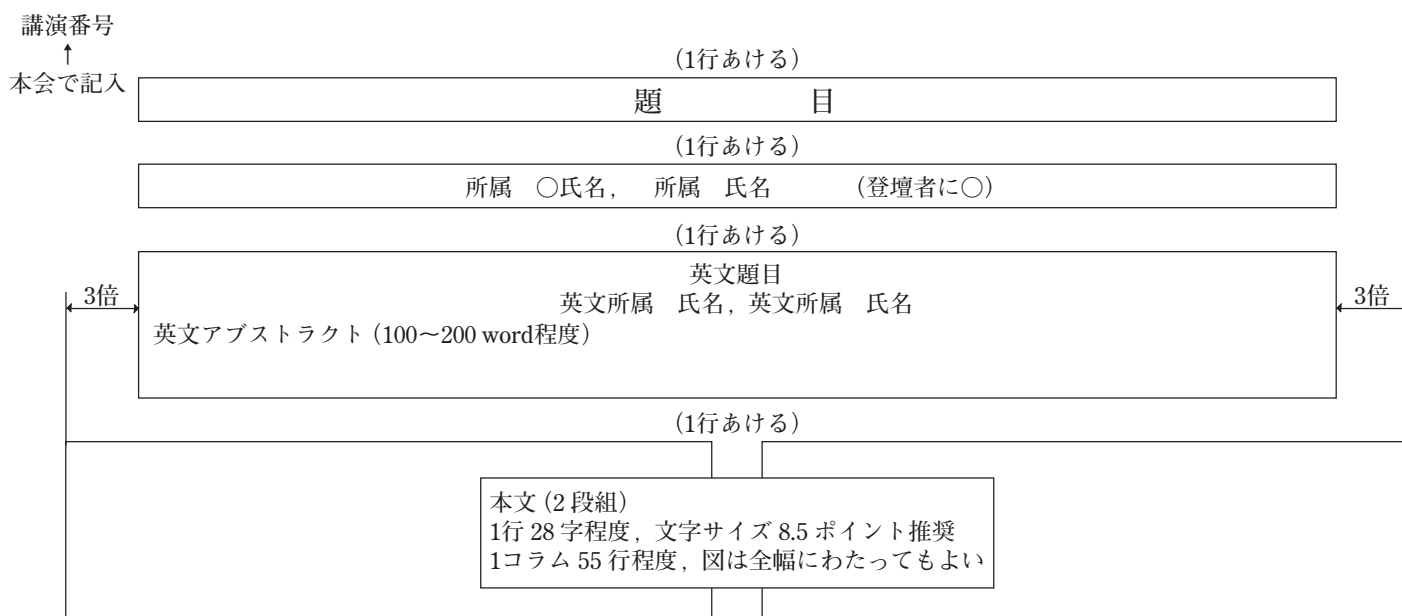 講演番号
↑
本会で記入
（1行あける）
題　目
（1行あける）
所属　○氏名，　所属　氏名　　（登壇者に○）
（1行あける）
英文題目
英文所属　氏名，英文所属　氏名
英文アブストラクト（100～200 word程度）
3倍
3倍
（1行あける）
本文（2 段組）
1行 28 字程度，文字サイズ 8.5 ポイント推奨
1コラム 55 行程度，図は全幅にわたってもよい